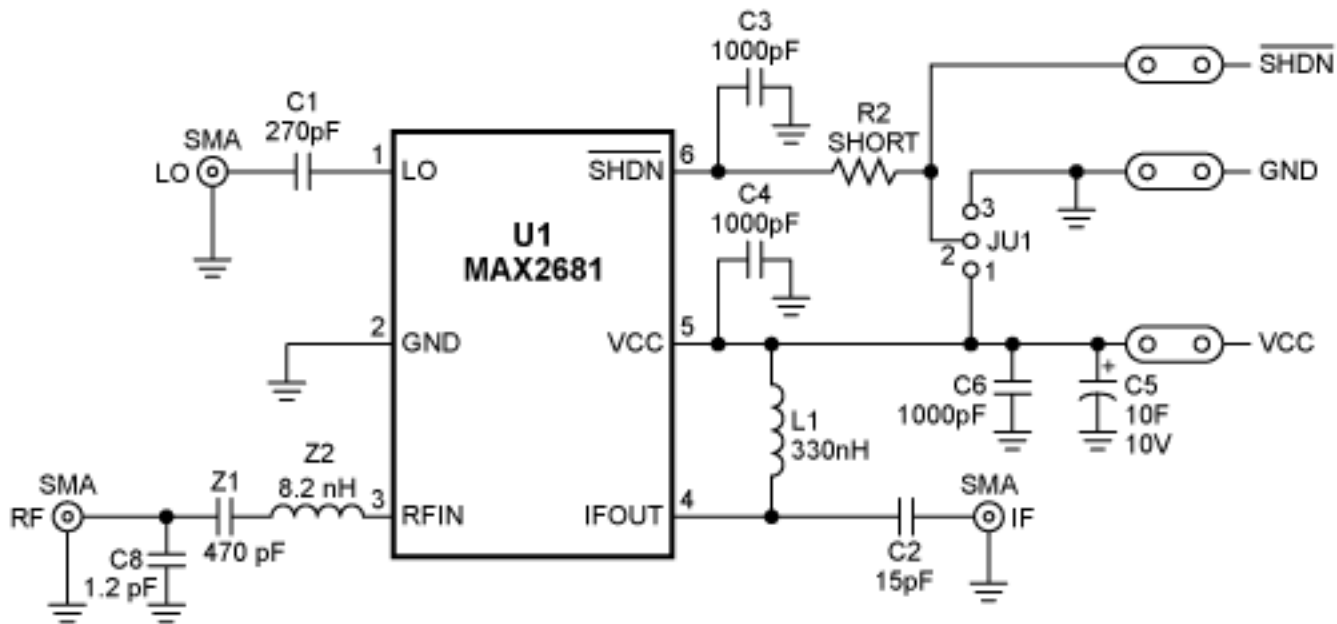 C3
1000pF
SHDN
C1
270pF
SMA
LO
1
LO
SHDN
6
R2
SHORT
GND
C4
1000pF
3
JU1
2
1
U1
MAX2681
2
GND
VCC
5
VCC
C6
1000pF
+
C5
10F
10V
L1
330nH
Z2
8.2 nH
SMA
RF
Z1
470 pF
3
RFIN
IFOUT
4
SMA
IF
C8
1.2 pF
C2
15pF